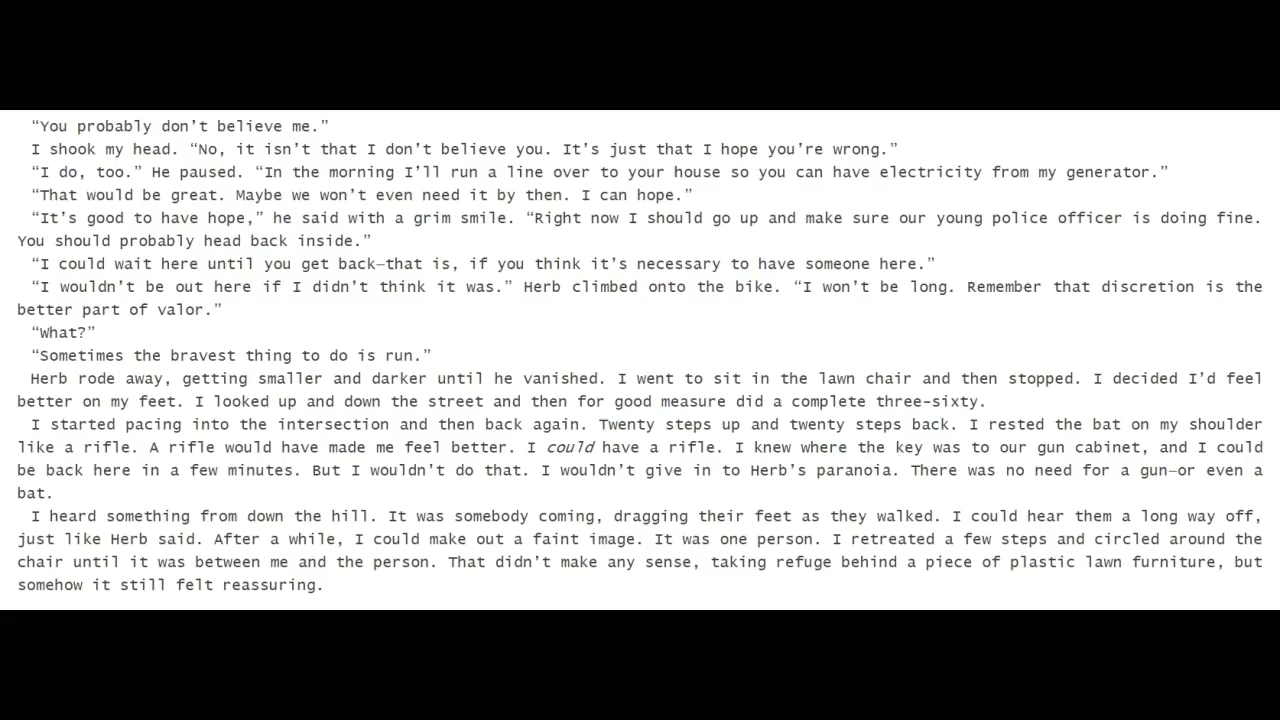 “You probably don’t believe me.”
I shook my head. “No, it isn’t that I don’t believe you. It’s just that I hope you’re wrong.”
“I do, too.” He paused. “In the morning I’ll run a line over to your house so you can have electricity from my generator.”
“That would be great. Maybe we won’t even need it by then. I can hope.”
“It’s good to have hope,” he said with a grim smile. “Right now I should go up and make sure our young police officer is doing fine.
You should probably head back inside.”
“I could wait here until you get back—that is, if you think it’s necessary to have someone here.”
“I wouldn’t be out here if I didn’t think it was.” Herb climbed onto the bike. “I won’t be long. Remember that discretion is the
better part of valor.”
“What?”
“Sometimes the bravest thing to do is run.”
Herb rode away, getting smaller and darker until he vanished. I went to sit in the lawn chair and then stopped. I decided I’d feel
better on my feet. I looked up and down the street and then for good measure did a complete three-sixty.
I started pacing into the intersection and then back again. Twenty steps up and twenty steps back. I rested the bat on my shoulder
like a rifle. A rifle would have made me feel better. I could have a rifle. I knew where the key was to our gun cabinet, and I could
be back here in a few minutes. But I wouldn’t do that. I wouldn’t give in to Herb’s paranoia. There was no need for a gun—or even a
bat.
I heard something from down the hill. It was somebody coming, dragging their feet as they walked. I could hear them a long way off,
just like Herb said. After a while, I could make out a faint image. It was one person. I retreated a few steps and circled around the
chair until it was between me and the person. That didn’t make any sense, taking refuge behind a piece of plastic lawn furniture, but
somehow it still felt reassuring.